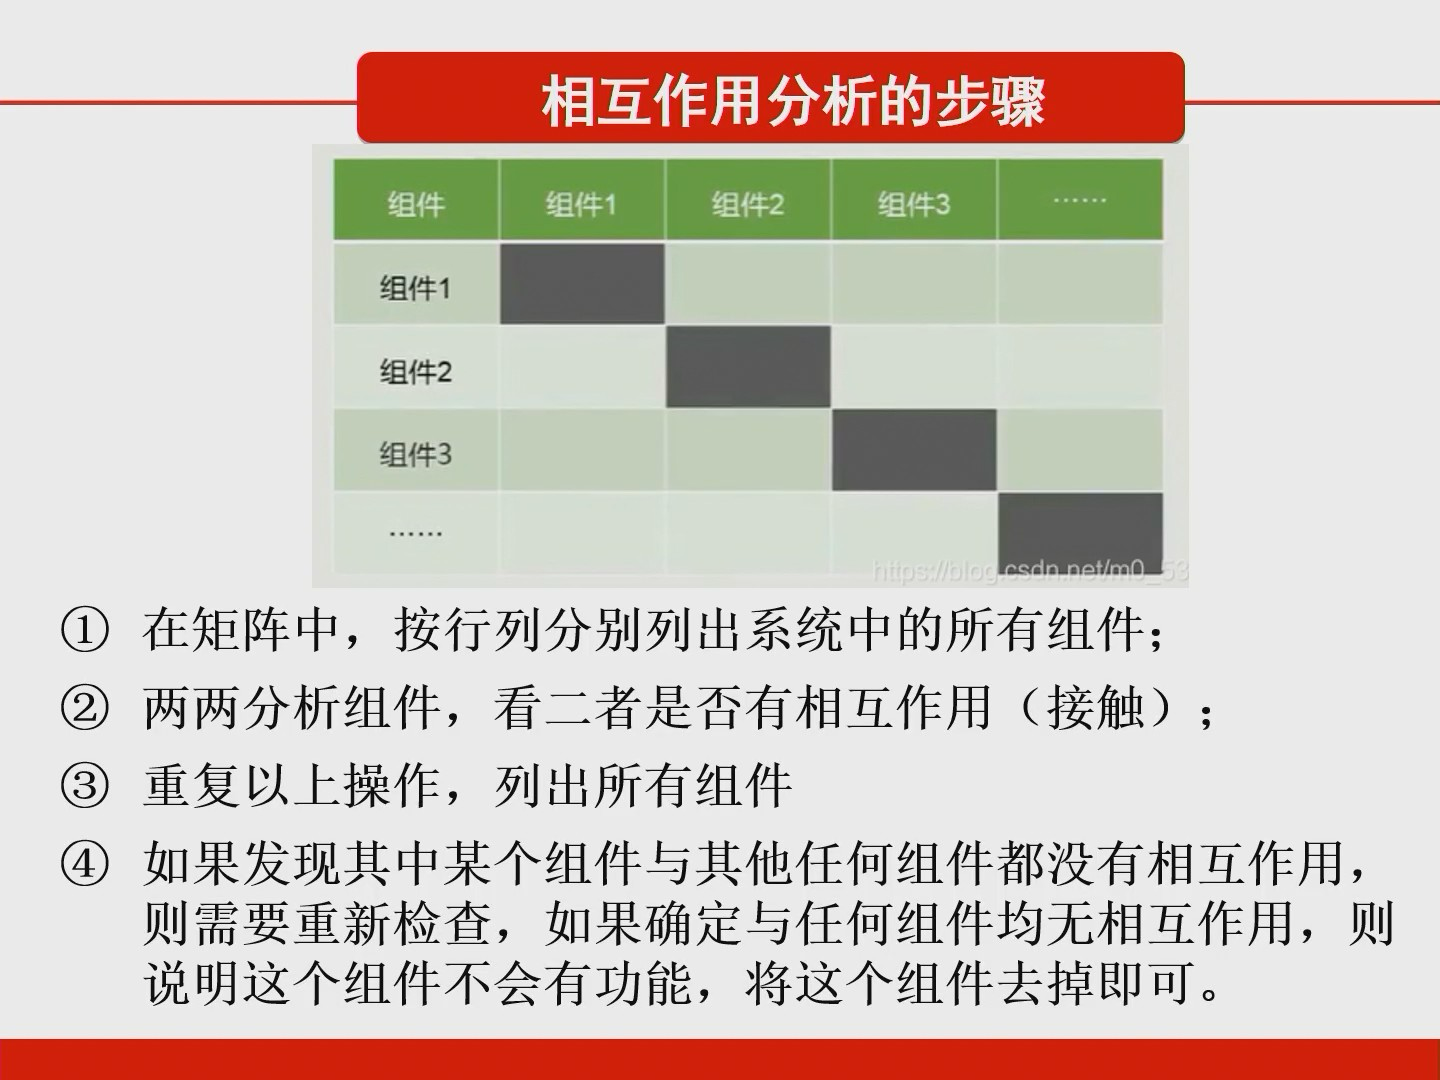 相互作用分析的步骤
组件 组件1 组件2 组件3 ……
组件1
组件2
组件3
……
https://blog.csdn.net/m0_53
① 在矩阵中，按行列分别列出系统中的所有组件；
② 两两分析组件，看二者是否有相互作用（接触）；
③ 重复以上操作，列出所有组件
④ 如果发现其中某个组件与其他任何组件都没有相互作用，
则需要重新检查，如果确定与任何组件均无相互作用，则
说明这个组件不会有功能，将这个组件去掉即可。